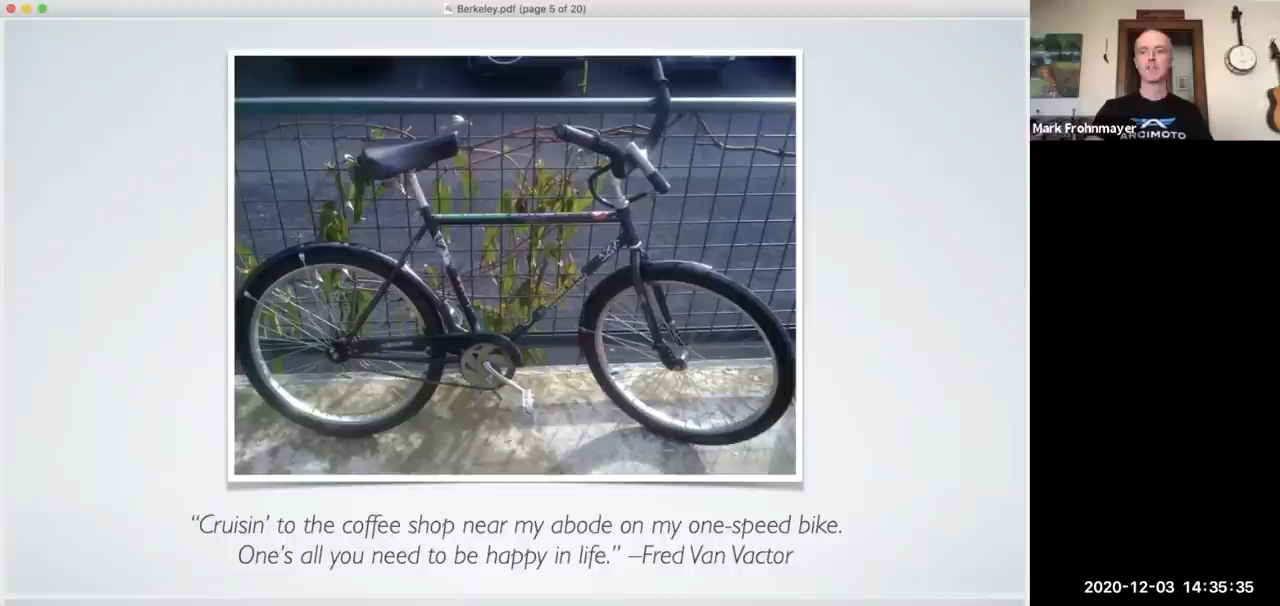 Berkeley.pdf (page 5 of 20)
Mark Frohnmayer
ARCIMOTO
“Cruisin’ to the coffee shop near my abode on my one-speed bike.
One’s all you need to be happy in life.” –Fred Van Vactor
2020-12-03 14:35:35